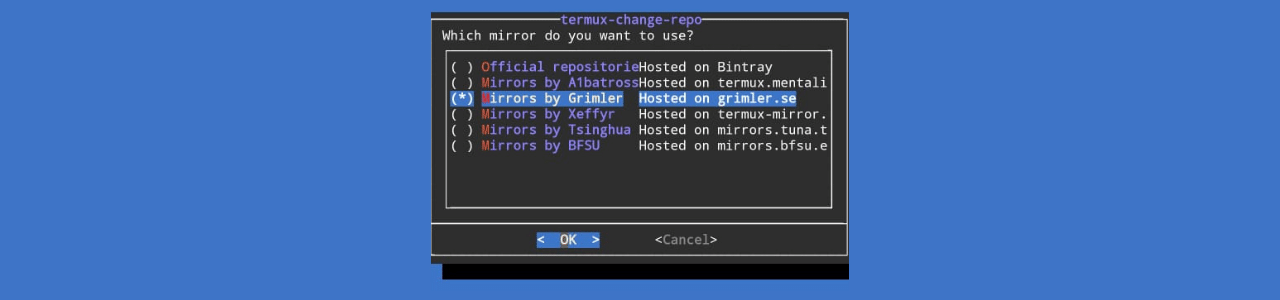 termux-change-repo
Which mirror do you want to use?
( ) Official repositorieHosted on Bintray
( ) Mirrors by A1batrossHosted on termux.mentali
(*) Mirrors by Grimler Hosted on grimler.se
( ) Mirrors by Xeffyr Hosted on termux-mirror.
( ) Mirrors by Tsinghua Hosted on mirrors.tuna.t
( ) Mirrors by BFSU Hosted on mirrors.bfsu.e
< OK > <Cancel>